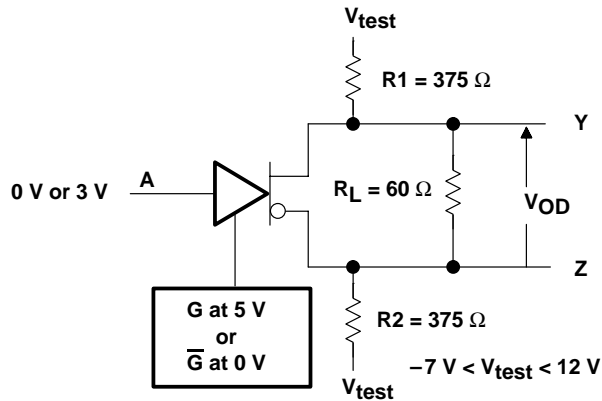 Vtest
R1 = 375 Ω
Y
0 V or 3 V
A
RL = 60 Ω
VOD
Z
G at 5 V
or
G̅ at 0 V
R2 = 375 Ω
−7 V < Vtest < 12 V
Vtest